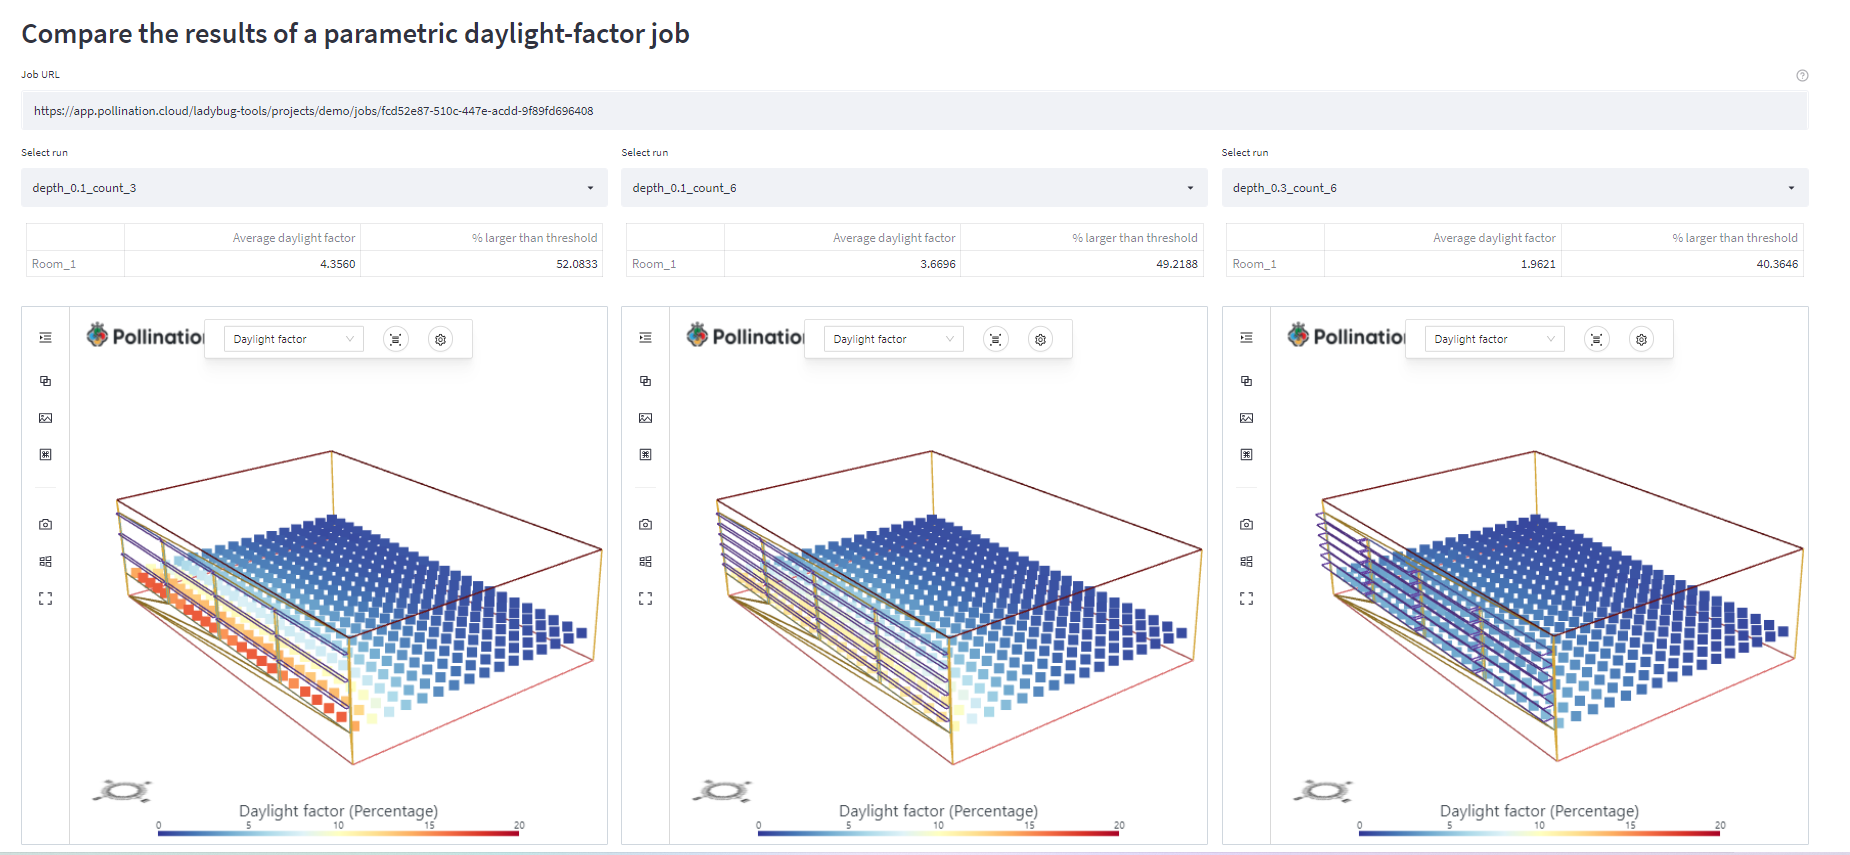 Compare the results of a parametric daylight-factor job
Job URL
https://app.pollination.cloud/ladybug-tools/projects/demo/jobs/fcd52e87-510c-447e-acdd-9f89fd696408
Select run
Select run
Select run
depth_0.1_count_3
depth_0.1_count_6
depth_0.3_count_6
Average daylight factor % larger than threshold
Room_1 4.3560 52.0833
Average daylight factor % larger than threshold
Room_1 3.6696 49.2188
Average daylight factor % larger than threshold
Room_1 1.9621 40.3646
Pollination
Daylight factor
Pollination
Daylight factor
Pollination
Daylight factor
Daylight factor (Percentage)
0 5 10 15 20
Daylight factor (Percentage)
0 5 10 15 20
Daylight factor (Percentage)
0 5 10 15 20